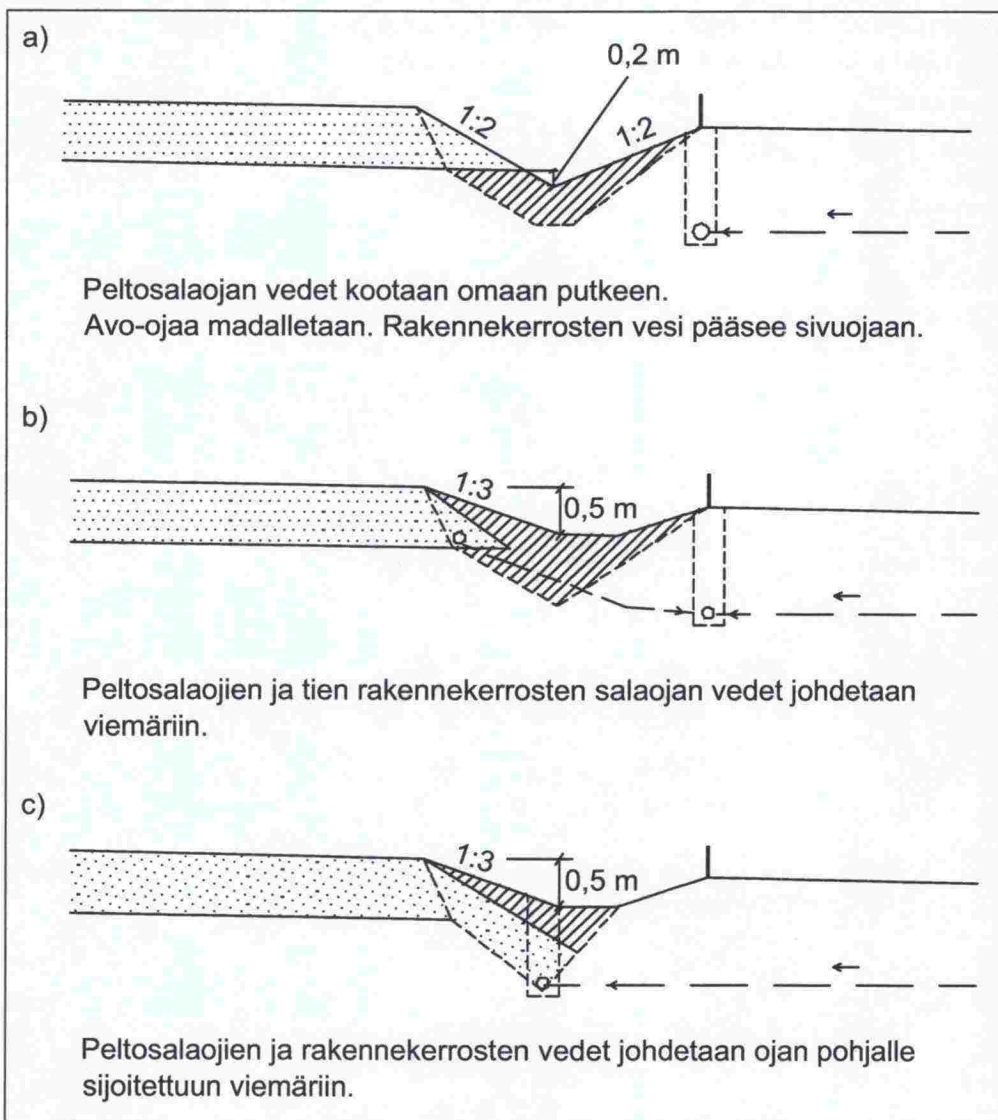 a)
0,2 m
1:2
1:2
Peltosalaojan vedet kootaan omaan putkeen.
Avo-ojaa madalletaan. Rakennekerrosten vesi pääsee sivuojaan.
b)
1:3
0,5 m
Peltosalaojien ja tien rakennekerrosten salaojan vedet johdetaan
viemäriin.
c)
1:3
0,5 m
Peltosalaojien ja rakennekerrosten vedet johdetaan ojan pohjalle
sijoitettuun viemäriin.